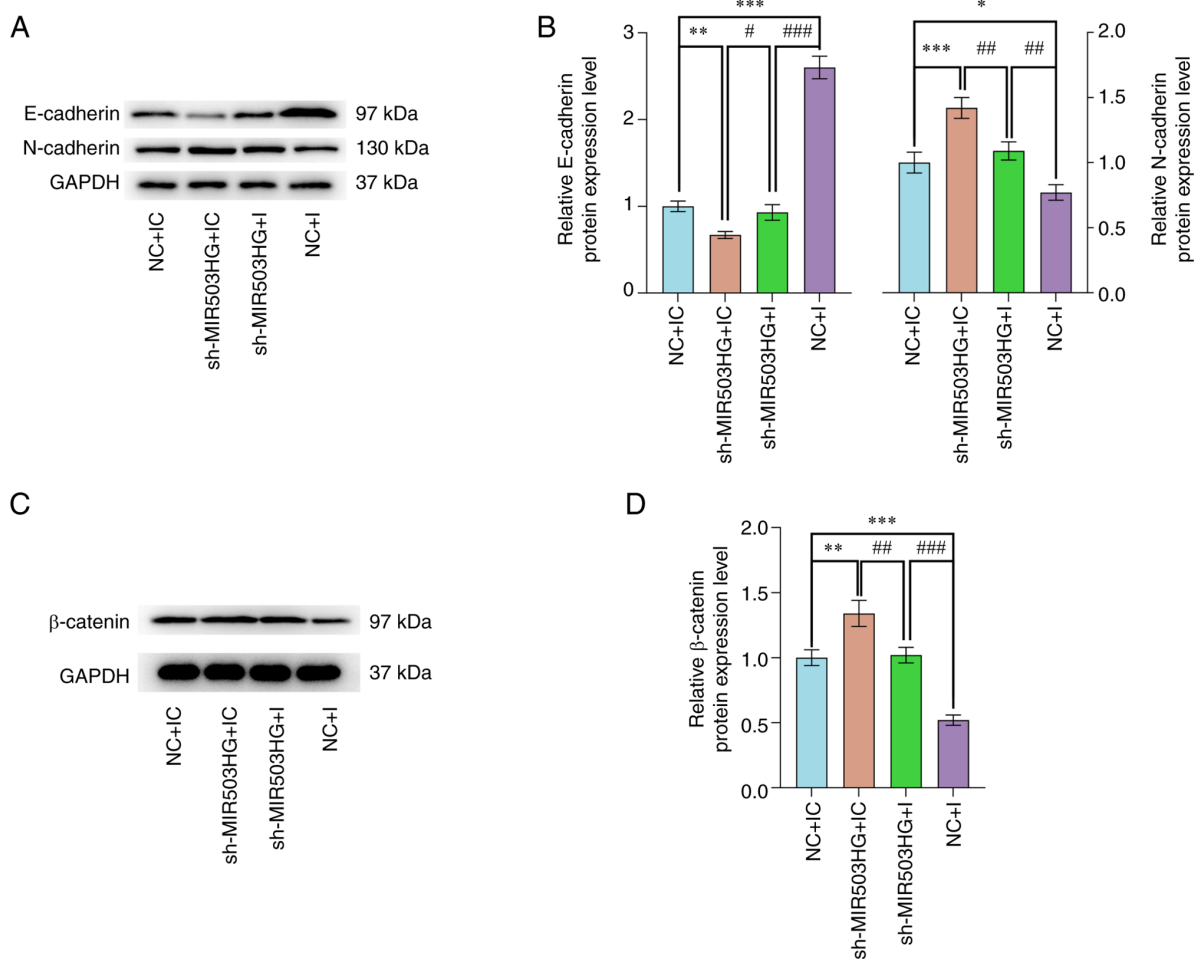 A
E-cadherin
97 kDa
N-cadherin
130 kDa
GAPDH
37 kDa
NC+IC
sh-MIR503HG+IC
sh-MIR503HG+I
NC+I
B
Relative E-cadherin
protein expression level
3
2
1
0
***
**
#
###
NC+IC
sh-MIR503HG+IC
sh-MIR503HG+I
NC+I
*
***
##
##
2.0
1.5
1.0
0.5
0.0
Relative N-cadherin
protein expression level
NC+IC
sh-MIR503HG+IC
sh-MIR503HG+I
NC+I
C
β-catenin
97 kDa
GAPDH
37 kDa
NC+IC
sh-MIR503HG+IC
sh-MIR503HG+I
NC+I
D
Relative β-catenin
protein expression level
2.0
1.5
1.0
0.5
0.0
***
**
##
###
NC+IC
sh-MIR503HG+IC
sh-MIR503HG+I
NC+I